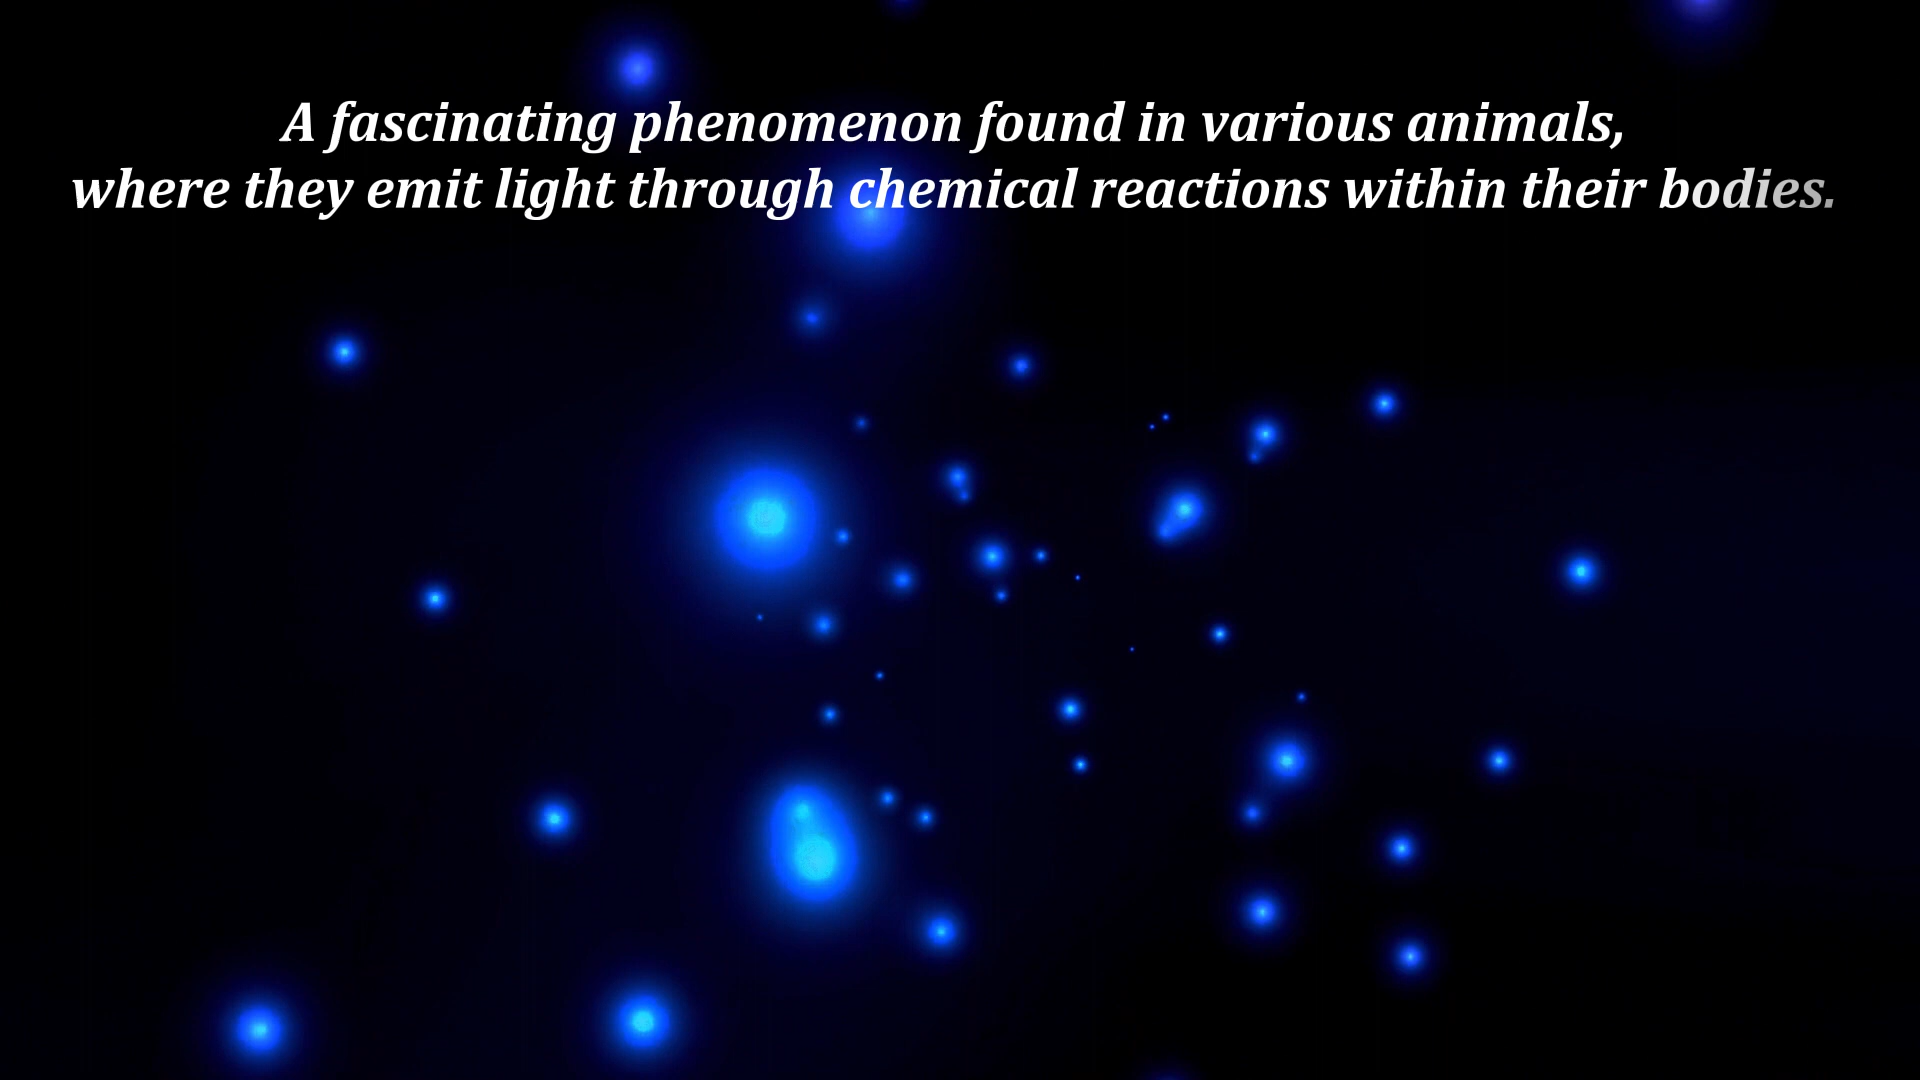 A fascinating phenomenon found in various animals,
where they emit light through chemical reactions within their bodies.